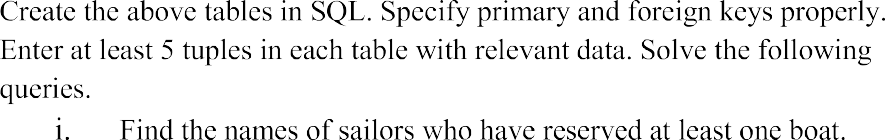 Create the above tables in SQL. Specify primary and foreign keys properly.
Enter at least 5 tuples in each table with relevant data. Solve the following
queries.
i. Find the names of sailors who have reserved at least one boat.